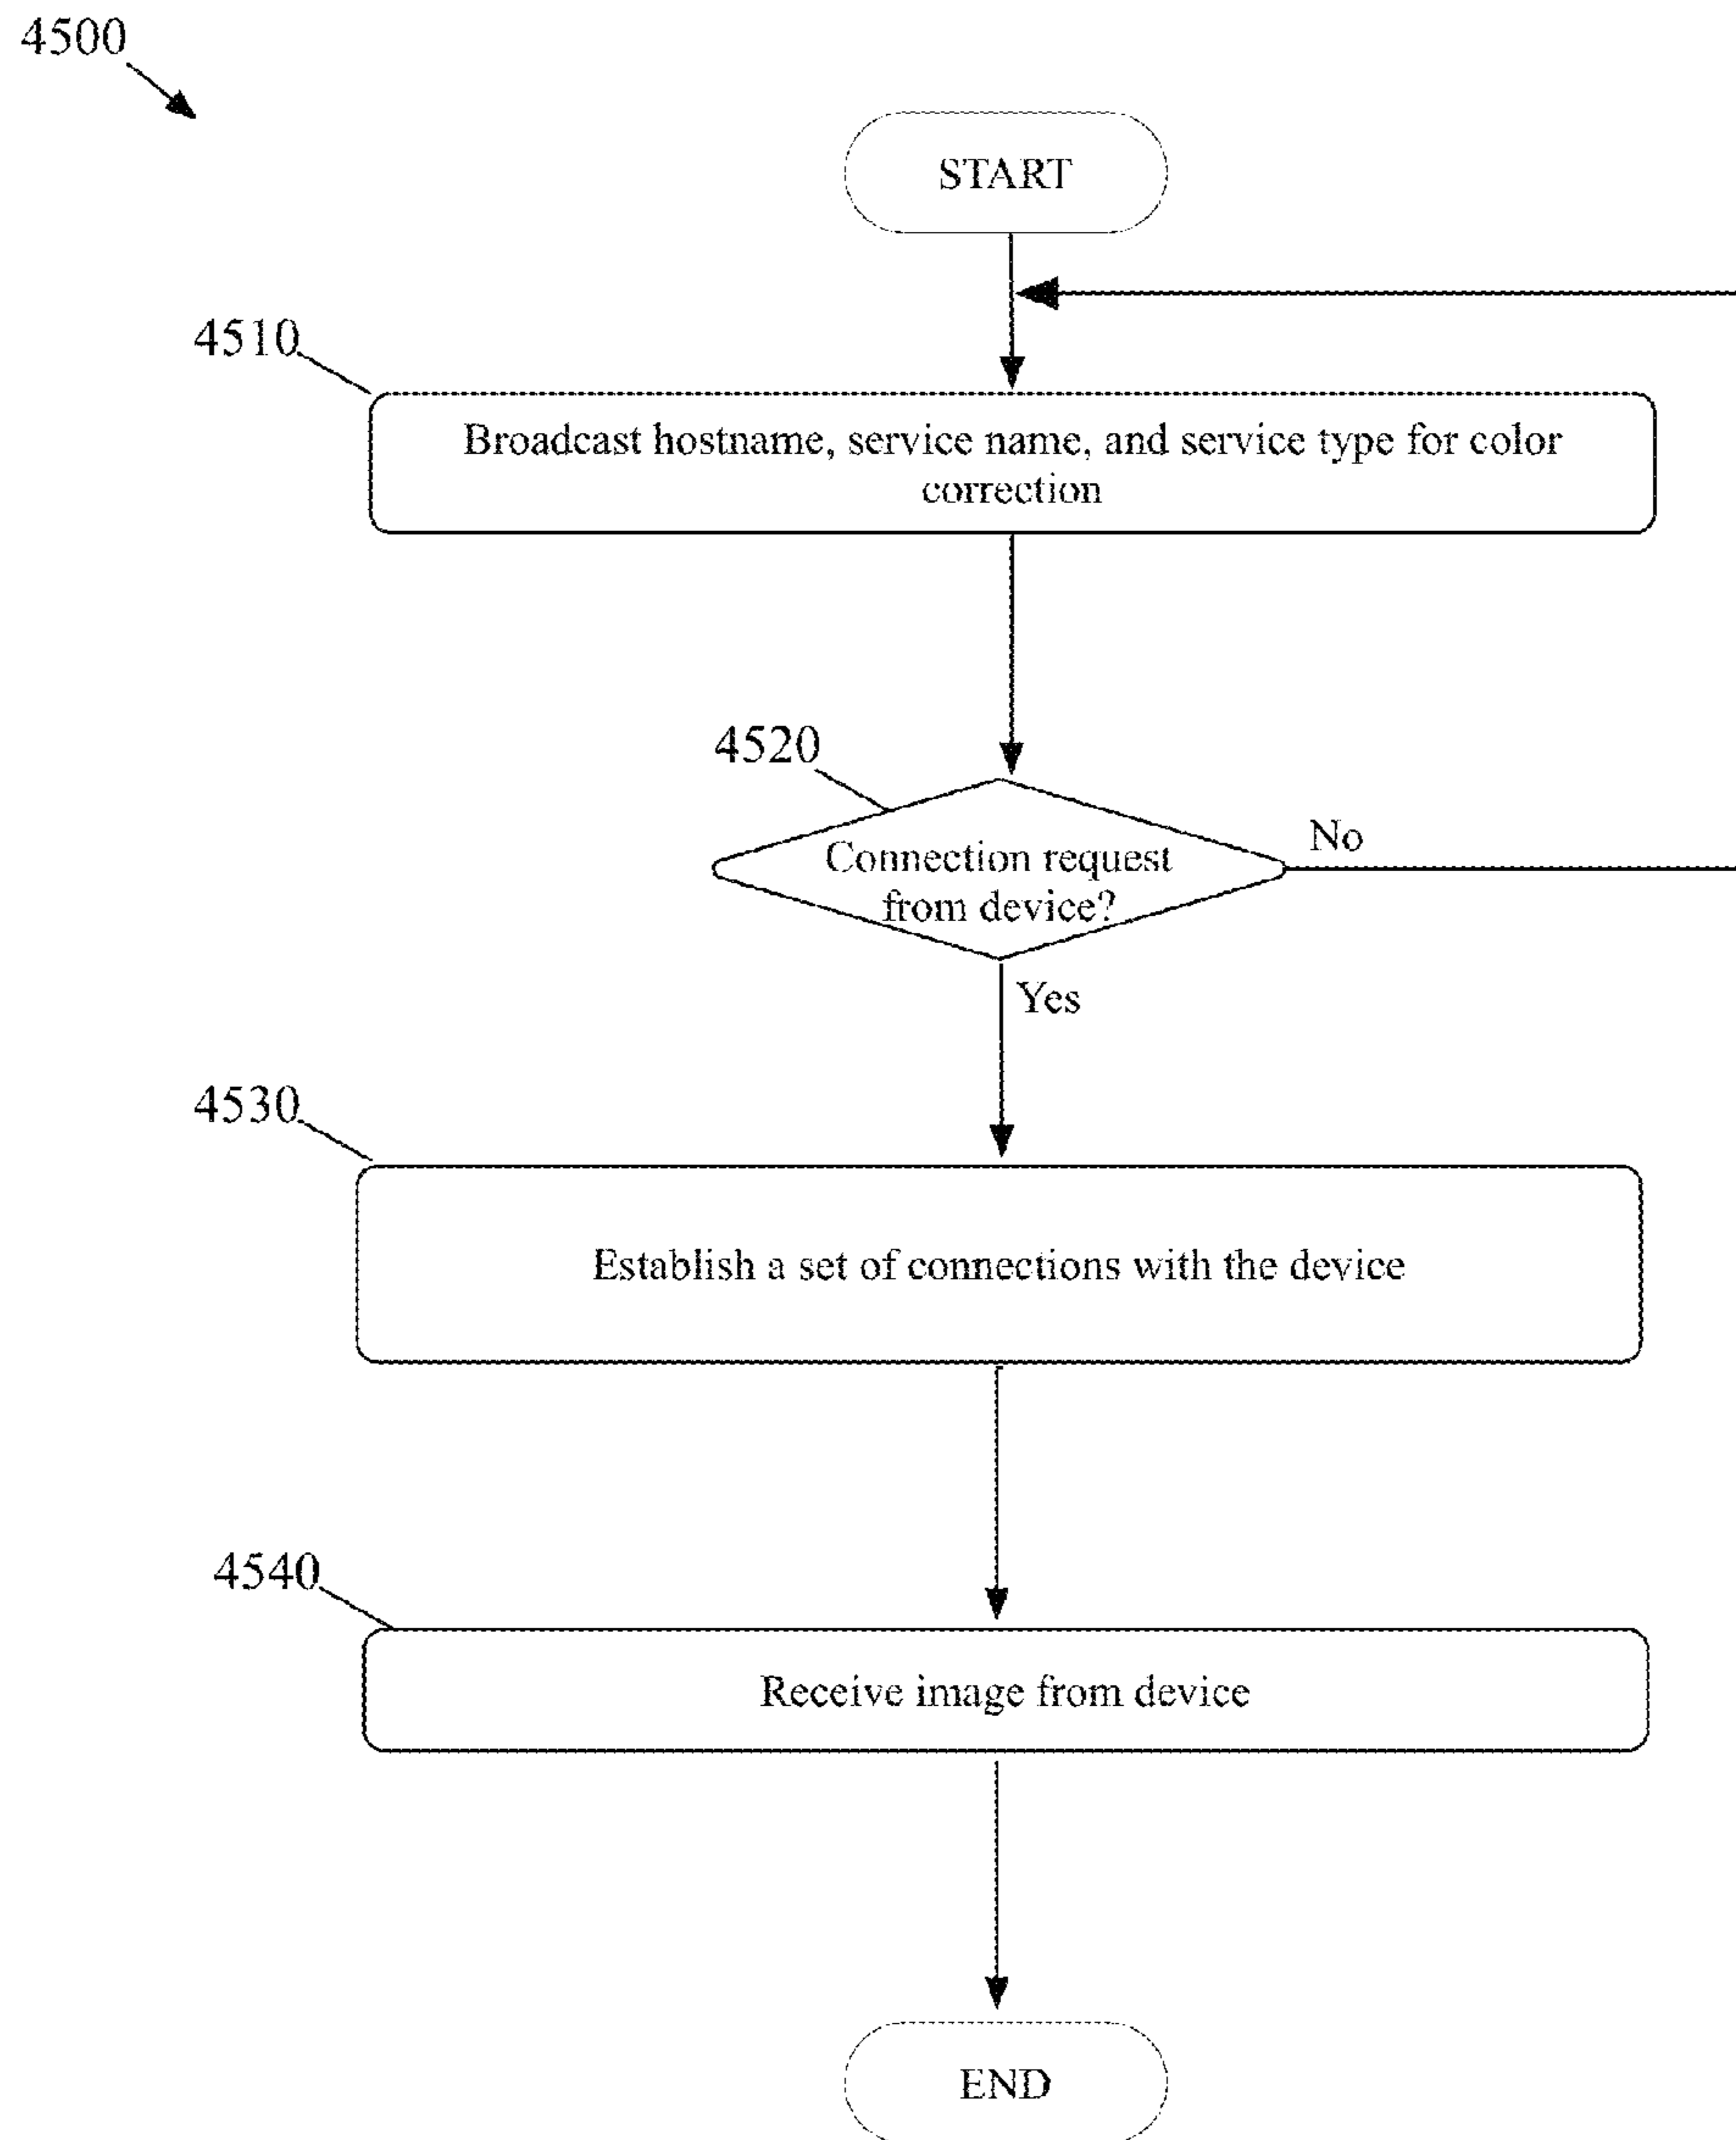 4500
START
4510
Broadcast hostname, service name, and service type for color
correction
4520
Connection request
from device?
No
Yes
4530
Establish a set of connections with the device
4540
Receive image from device
END